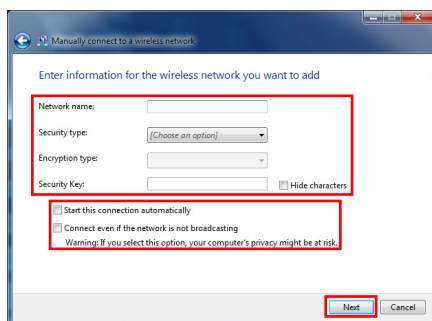 Manually connect to a wireless network
Enter information for the wireless network you want to add
Network name:
Security type:
[Choose an option]
Encryption type:
Security Key:
Hide characters
Start this connection automatically
Connect even if the network is not broadcasting
Warning: If you select this option, your computer's privacy might be at risk.
Next
Cancel